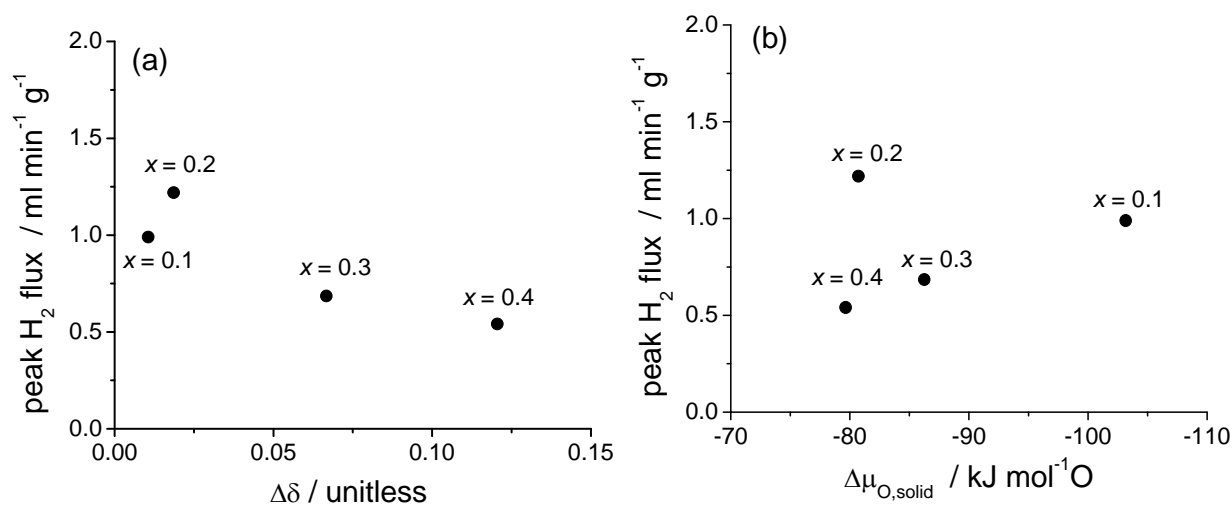 (a)
2.0
1.5
1.0
0.5
0.0
peak H₂ flux / ml min⁻¹ g⁻¹
x = 0.2
x = 0.1
x = 0.3
x = 0.4
0.00 0.05 0.10 0.15
Δδ / unitless
(b)
2.0
1.5
1.0
0.5
0.0
peak H₂ flux / ml min⁻¹ g⁻¹
x = 0.2
x = 0.1
x = 0.4
x = 0.3
-70 -80 -90 -100 -110
Δμ_O,solid / kJ mol⁻¹O